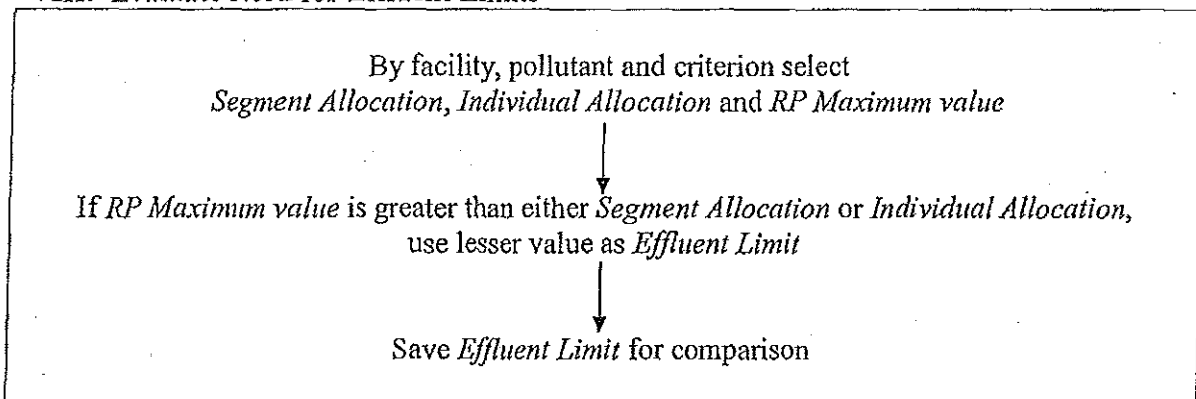 By facility, pollutant and criterion select
Segment Allocation, Individual Allocation and RP Maximum value
If RP Maximum value is greater than either Segment Allocation or Individual Allocation,
use lesser value as Effluent Limit
Save Effluent Limit for comparison